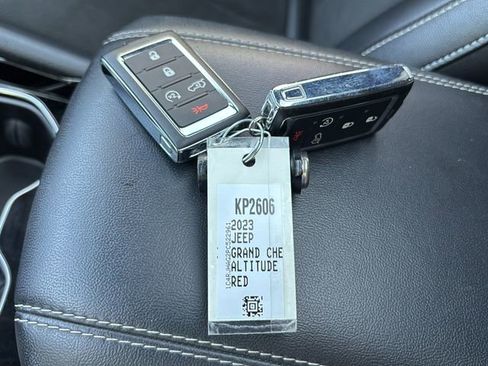 KP2606
2023
JEEP
GRAND CHE
ALTITUDE
RED